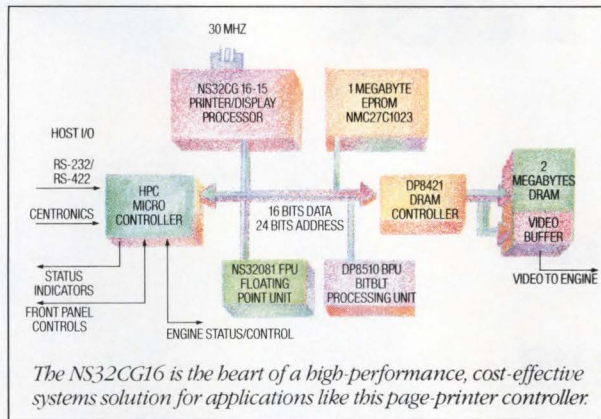 30 MHZ
NS32CG 16-15
PRINTER/DISPLAY
PROCESSOR
1 MEGABYTE
EPROM
NMC27C1023
HOST I/O
RS-232/
RS-422
CENTRONICS
HPC
MICRO
CONTROLLER
16 BITS DATA
24 BITS ADDRESS
DP8421
DRAM
CONTROLLER
2
MEGABYTES
DRAM
VIDEO
BUFFER
VIDEO TO ENGINE
STATUS
INDICATORS
FRONT PANEL
CONTROLS
ENGINE STATUS/CONTROL
NS32081 FPU
FLOATING
POINT UNIT
DP8510 BPU
BITBLT
PROCESSING UNIT
The NS32CG16 is the heart of a high-performance, cost-effective
systems solution for applications like this page-printer controller.